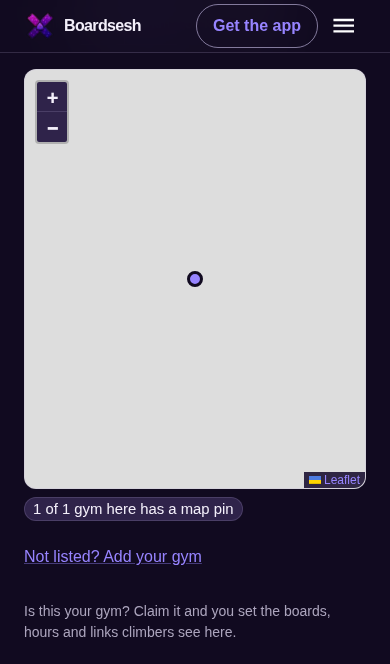 Boardsesh
Get the app
+
−
Leaflet
1 of 1 gym here has a map pin
Not listed? Add your gym
Is this your gym? Claim it and you set the boards,
hours and links climbers see here.